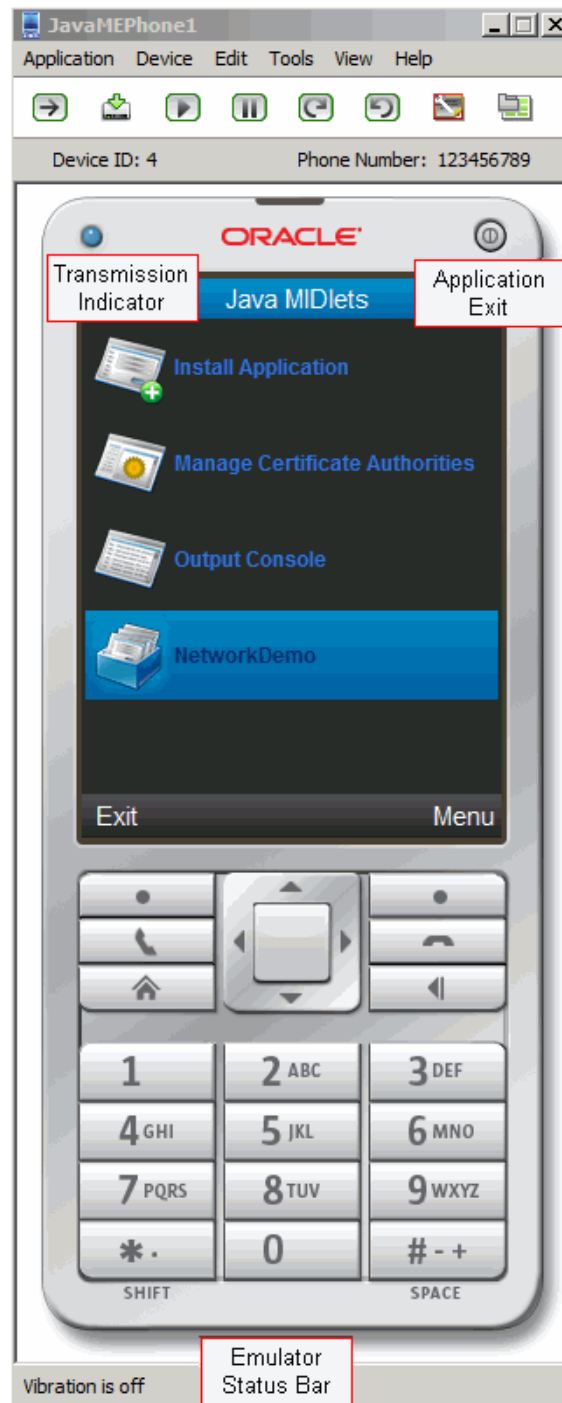 JavaMEPhone1
Application Device Edit Tools View Help
Device ID: 4 Phone Number: 123456789
ORACLE
Transmission
Indicator
Java MIDlets
Application
Exit
Install Application
Manage Certificate Authorities
Output Console
NetworkDemo
Exit Menu
1 2 ABC 3 DEF
4 GHI 5 JKL 6 MNO
7 PQRS 8 TUV 9 WXYZ
* . 0 # - +
SHIFT SPACE
Emulator
Status Bar
Vibration is off